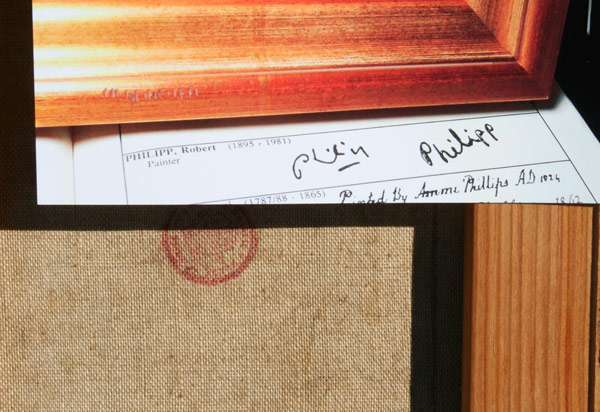 PHILIPP, Robert (1895 - 1981)
Painter
Philipp Philipp
(1787/88 - 1865)
Painted By Ammi Phillips AD 1824